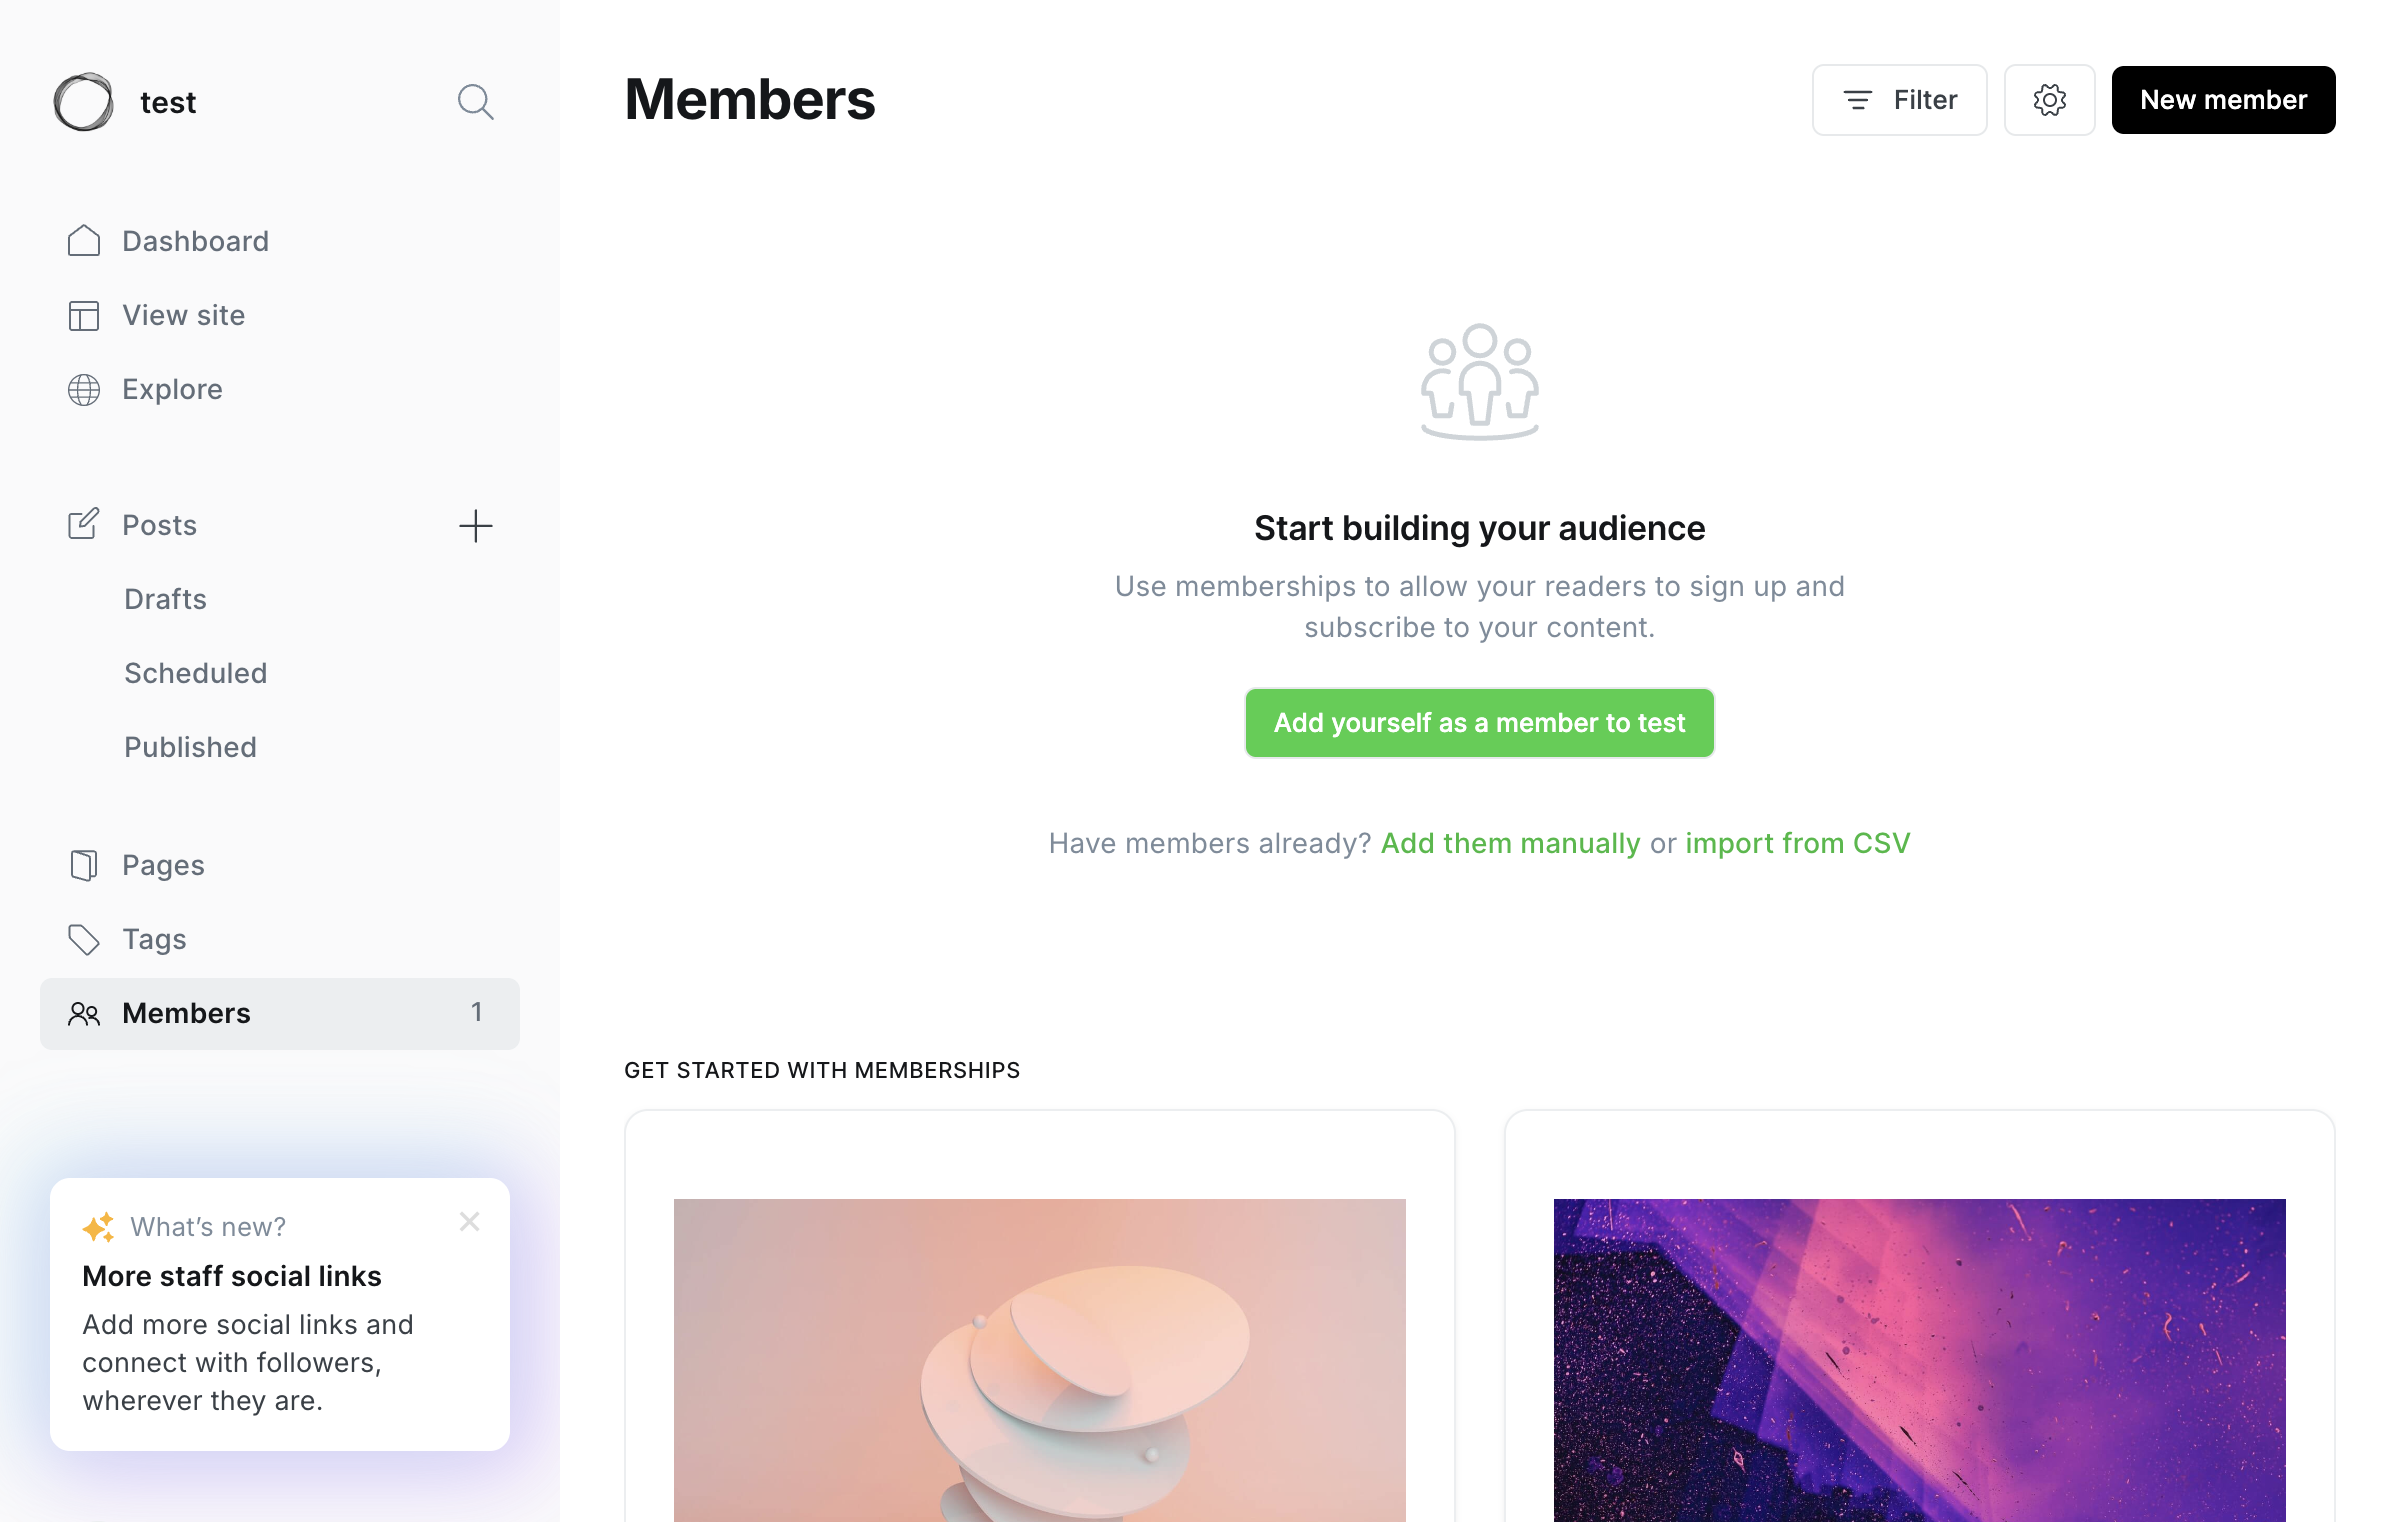 test
Dashboard
View site
Explore
Posts
Drafts
Scheduled
Published
Pages
Tags
Members 1
What’s new?
More staff social links
Add more social links and
connect with followers,
wherever they are.
Members
Filter
New member
Start building your audience
Use memberships to allow your readers to sign up and
subscribe to your content.
Add yourself as a member to test
Have members already? Add them manually or import from CSV
GET STARTED WITH MEMBERSHIPS